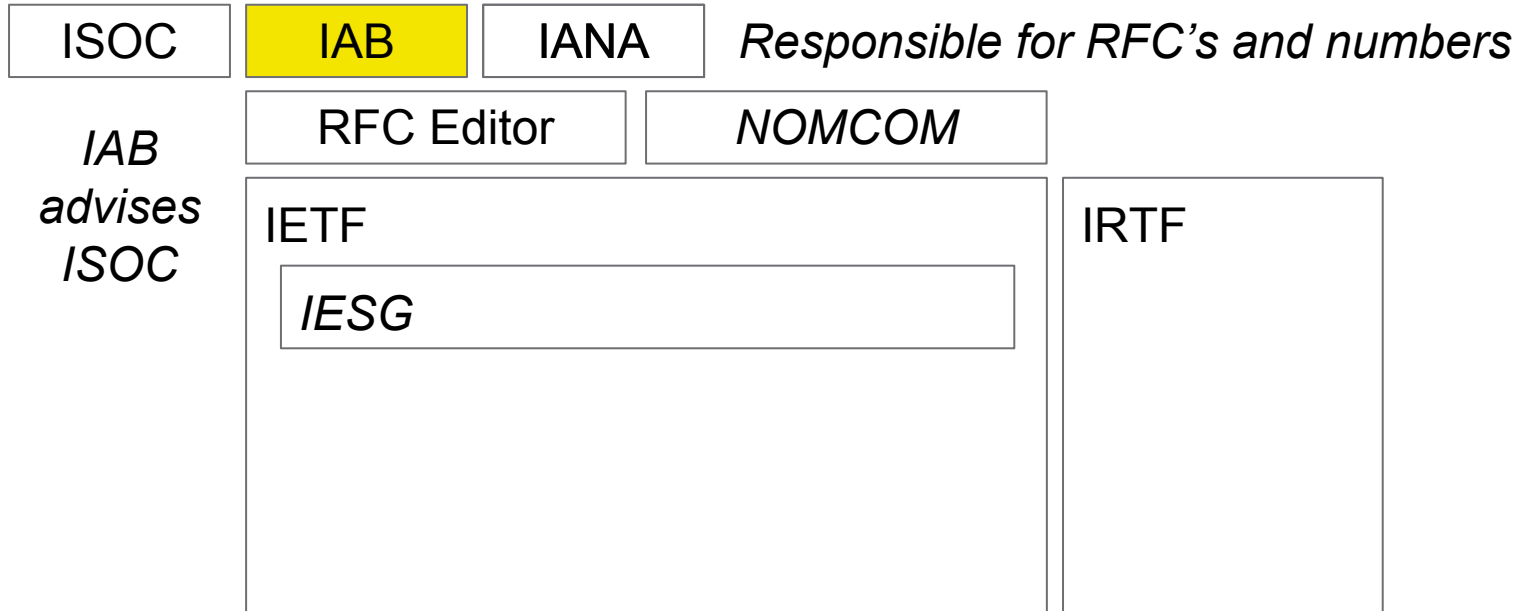 ISOC IAB IANA Responsible for RFC’s and numbers
RFC Editor NOMCOM
IAB
advises
ISOC
IETF IRTF
IESG